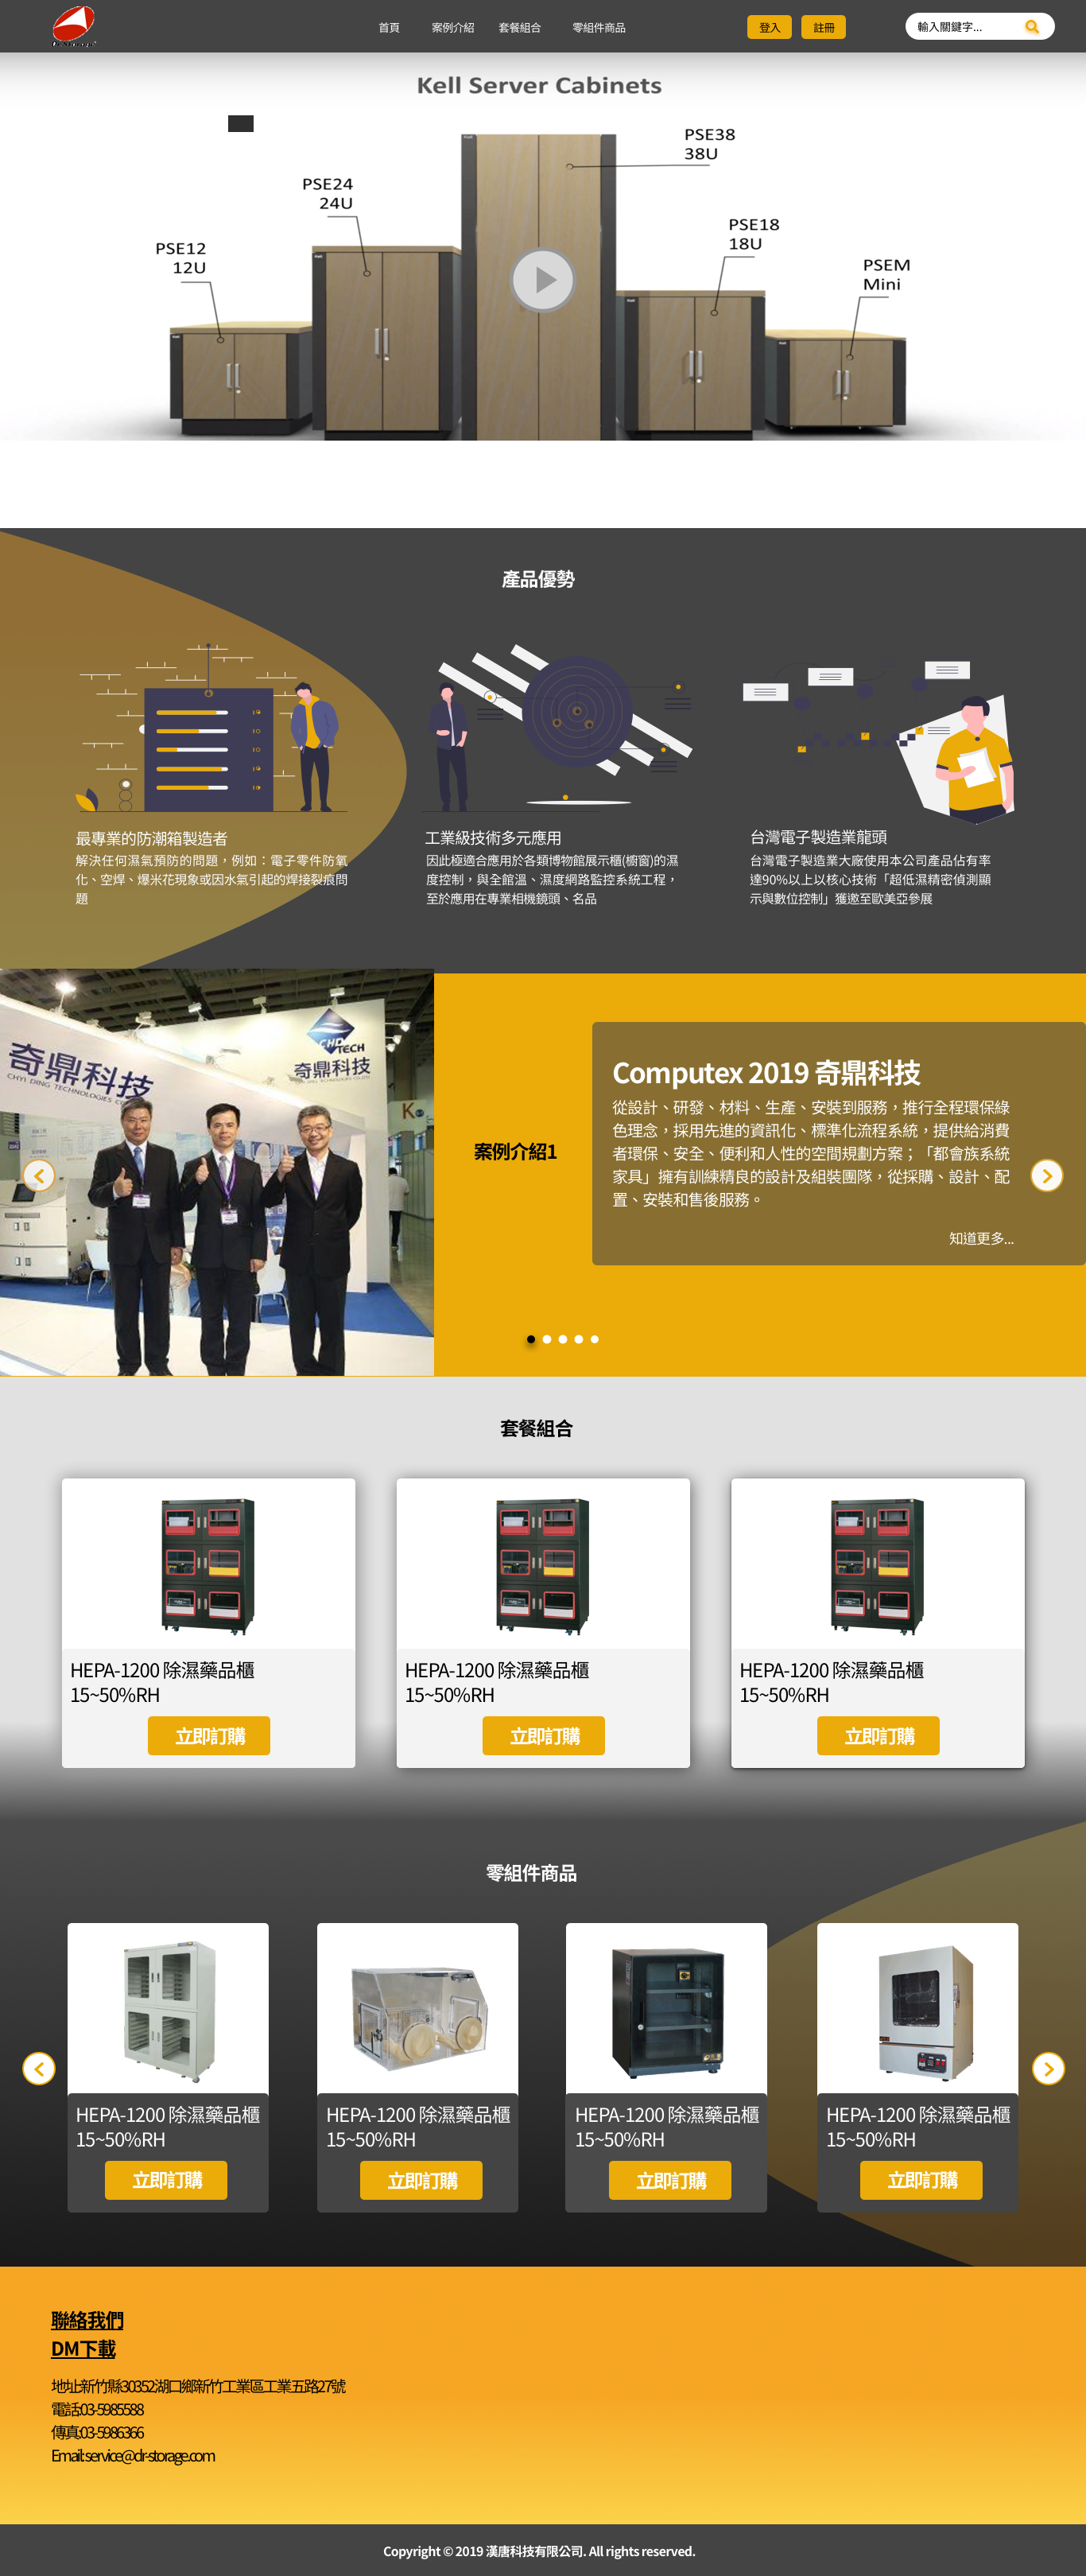 Dr.Storage
首頁 案例介紹 套餐組合 零組件商品 登入 註冊 輸入關鍵字...
Kell Server Cabinets
PSE38
38U
PSE24
24U
PSE18
18U
PSE12
12U
PSEM
Mini
產品優勢
最專業的防潮箱製造者
解決任何濕氣預防的問題，例如：電子零件防氧
化、空焊、爆米花現象或因水氣引起的焊接裂痕問
題
工業級技術多元應用
因此極適合應用於各類博物館展示櫃(櫥窗)的濕
度控制，與全館溫、濕度網路監控系統工程，
至於應用在專業相機鏡頭、名品
台灣電子製造業龍頭
台灣電子製造業大廠使用本公司產品佔有率
達90%以上以核心技術「超低濕精密偵測顯
示與數位控制」獲邀至歐美亞參展
奇鼎科技
CHYI DING TECHNOLOGIES CO.,LTD
CHD
TECH
奇鼎科技
K
案例介紹1
Computex 2019 奇鼎科技
從設計、研發、材料、生產、安裝到服務，推行全程環保綠
色理念，採用先進的資訊化、標準化流程系統，提供給消費
者環保、安全、便利和人性的空間規劃方案；「都會族系統
家具」擁有訓練精良的設計及組裝團隊，從採購、設計、配
置、安裝和售後服務。
知道更多...
套餐組合
HEPA-1200 除濕藥品櫃
15~50%RH
立即訂購
HEPA-1200 除濕藥品櫃
15~50%RH
立即訂購
HEPA-1200 除濕藥品櫃
15~50%RH
立即訂購
零組件商品
HEPA-1200 除濕藥品櫃
15~50%RH
立即訂購
HEPA-1200 除濕藥品櫃
15~50%RH
立即訂購
HEPA-1200 除濕藥品櫃
15~50%RH
立即訂購
HEPA-1200 除濕藥品櫃
15~50%RH
立即訂購
聯絡我們
DM下載
地址:新竹縣30352湖口鄉新竹工業區工業五路27號
電話:03-5985588
傳真:03-5986366
Email:service@dr-storage.com
Copyright © 2019 漢唐科技有限公司. All rights reserved.